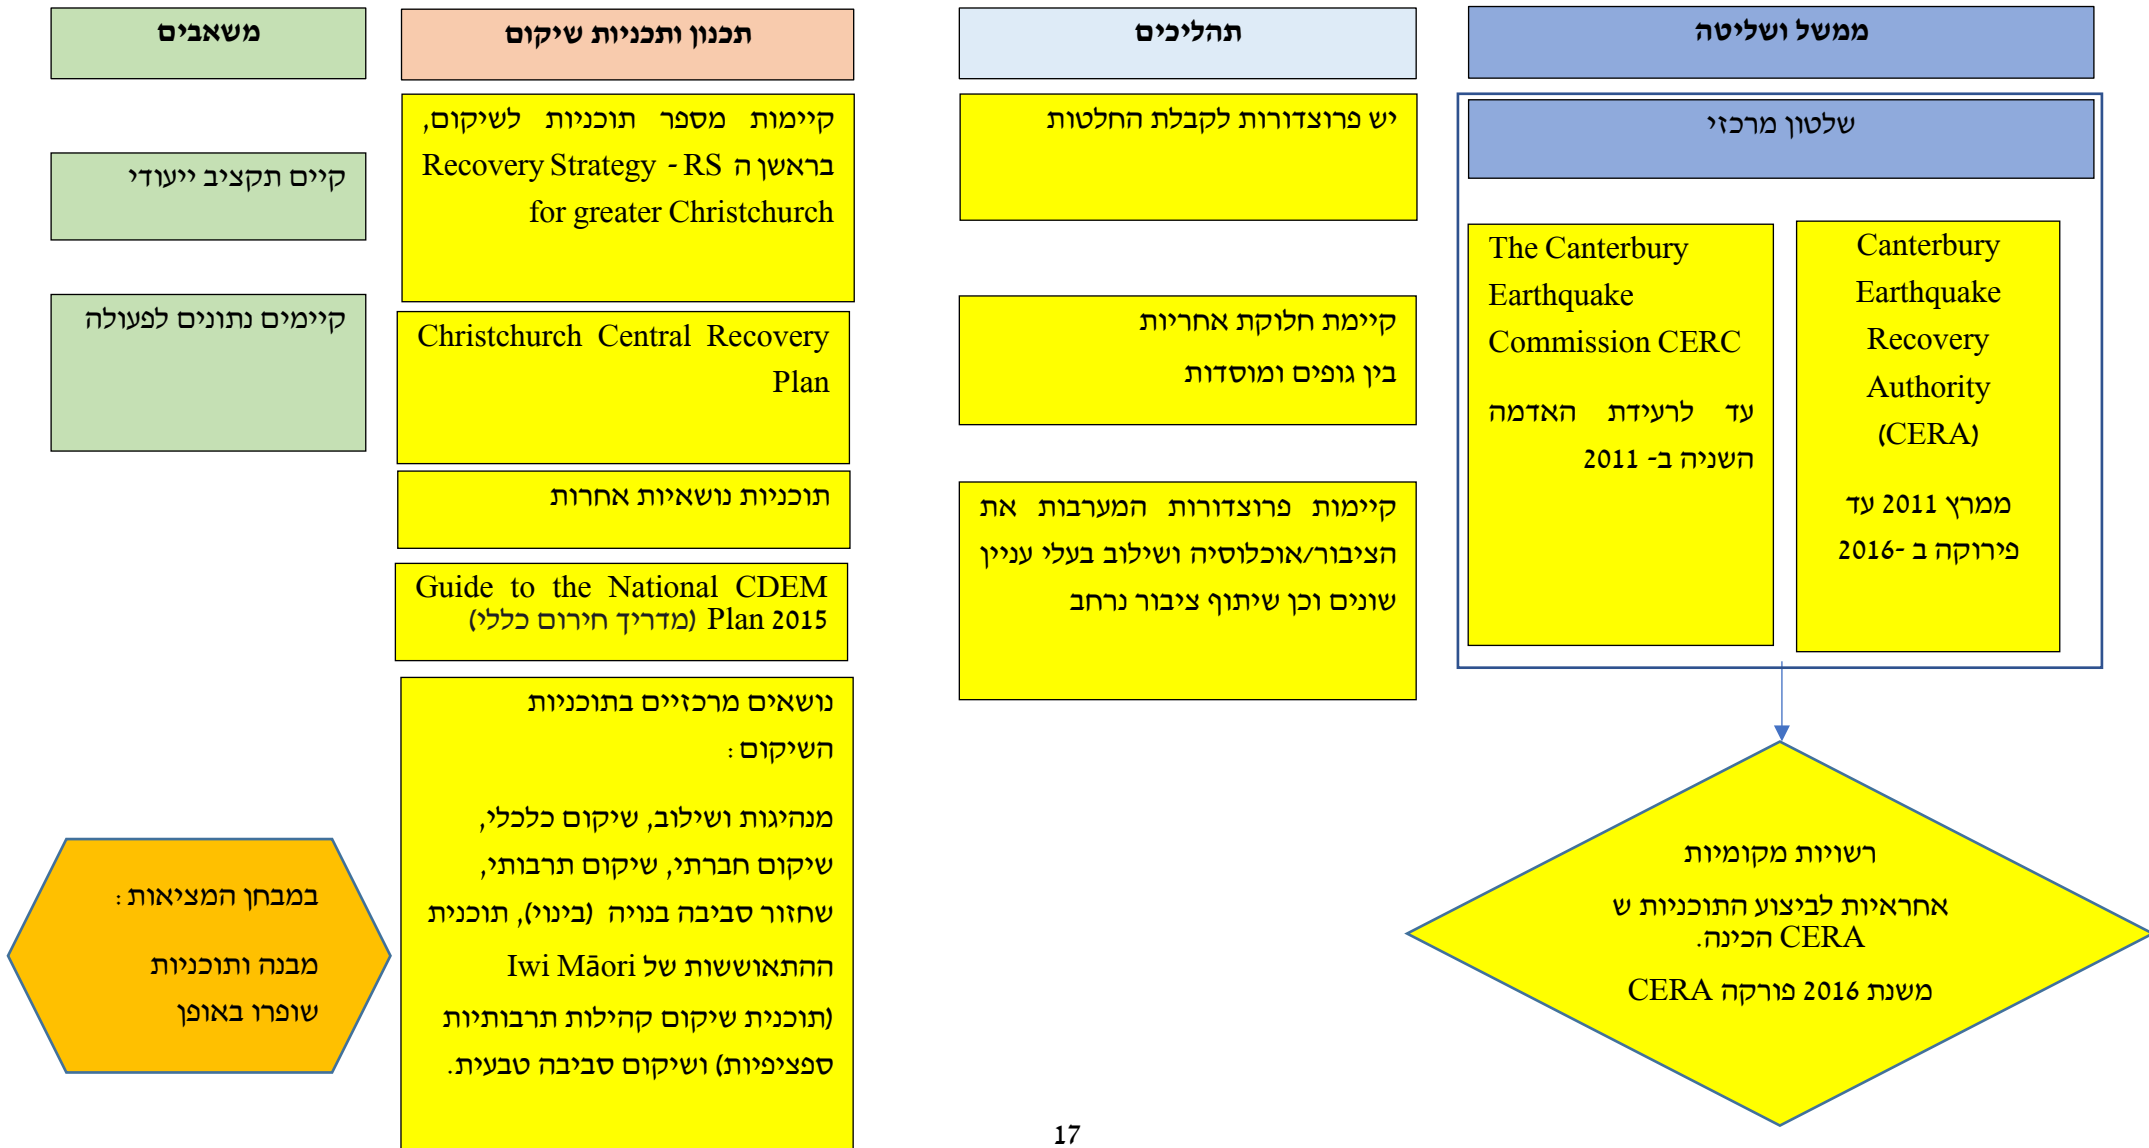 ממשל ושליטה
שלטון מרכזי
Canterbury
Earthquake
Recovery
Authority
(CERA)
ממרץ 2011 עד
פירוקה ב -2016
The Canterbury
Earthquake
Commission CERC
עד לרעידת האדמה
השניה ב- 2011
רשויות מקומיות
אחראיות לביצוע התוכניות ש
CERA הכינה.
משנת 2016 פורקה CERA
תהליכים
יש פרוצדורות לקבלת החלטות
קיימת חלוקת אחריות
בין גופים ומוסדות
קיימות פרוצדורות המערבות את
הציבור/אוכלוסיה ושילוב בעלי עניין
שונים וכן שיתוף ציבור נרחב
תכנון ותכניות שיקום
קיימות מספר תוכניות לשיקום,
בראשן ה Recovery Strategy - RS
for greater Christchurch
Christchurch Central Recovery
Plan
תוכניות נושאיות אחרות
Guide to the National CDEM
Plan 2015 (מדריך חירום כללי)
נושאים מרכזיים בתוכניות
השיקום:
מנהיגות ושילוב, שיקום כלכלי,
שיקום חברתי, שיקום תרבותי,
שחזור סביבה בנויה (בינוי), תוכנית
ההתאוששות של Iwi Māori
(תוכנית שיקום קהילות תרבותיות
ספציפיות) ושיקום סביבה טבעית.
משאבים
קיים תקציב ייעודי
קיימים נתונים לפעולה
במבחן המציאות:
מבנה ותוכניות
שופרו באופן
17